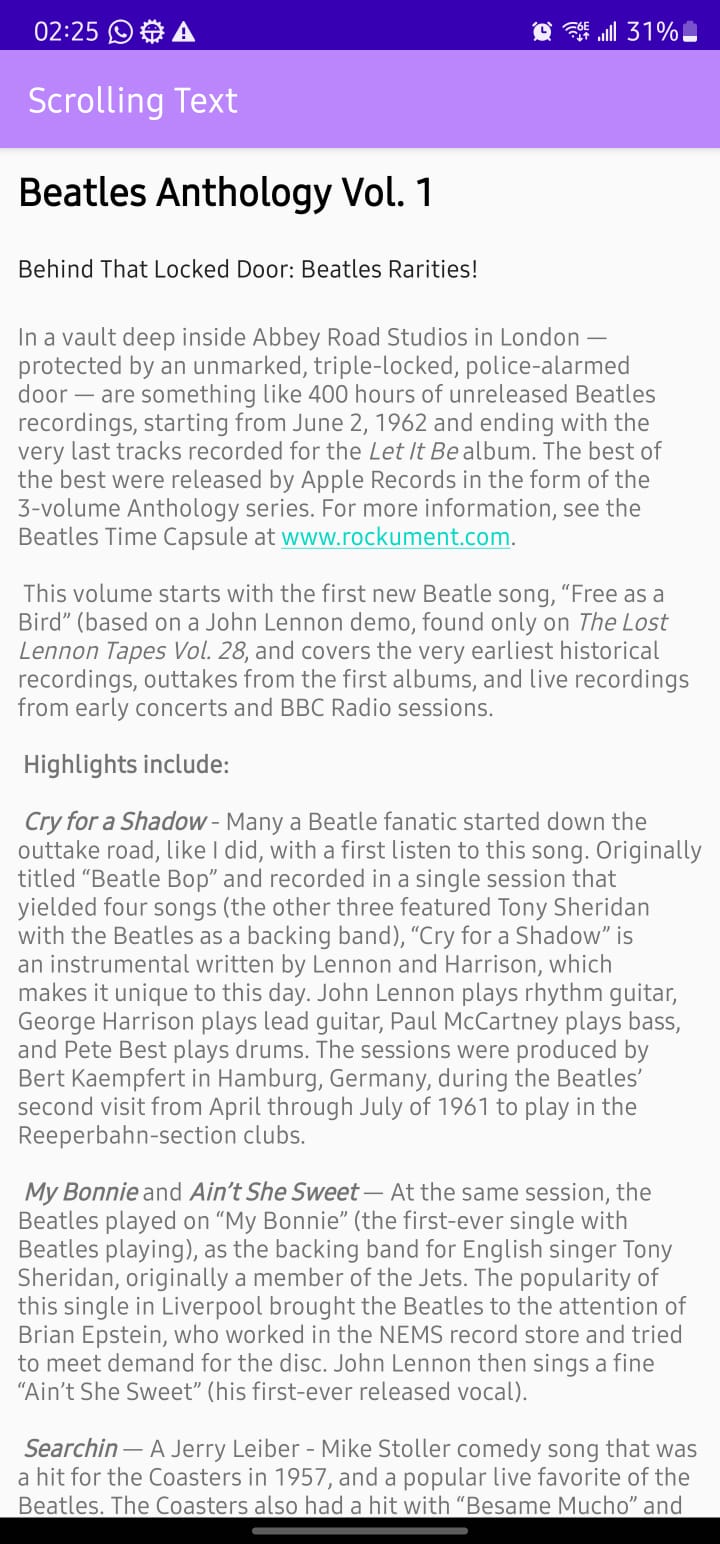 02:25
31%
Scrolling Text
Beatles Anthology Vol. 1
Behind That Locked Door: Beatles Rarities!
In a vault deep inside Abbey Road Studios in London —
protected by an unmarked, triple-locked, police-alarmed
door — are something like 400 hours of unreleased Beatles
recordings, starting from June 2, 1962 and ending with the
very last tracks recorded for the Let It Be album. The best of
the best were released by Apple Records in the form of the
3-volume Anthology series. For more information, see the
Beatles Time Capsule at www.rockument.com.
This volume starts with the first new Beatle song, “Free as a
Bird” (based on a John Lennon demo, found only on The Lost
Lennon Tapes Vol. 28, and covers the very earliest historical
recordings, outtakes from the first albums, and live recordings
from early concerts and BBC Radio sessions.
Highlights include:
Cry for a Shadow - Many a Beatle fanatic started down the
outtake road, like I did, with a first listen to this song. Originally
titled “Beatle Bop” and recorded in a single session that
yielded four songs (the other three featured Tony Sheridan
with the Beatles as a backing band), “Cry for a Shadow” is
an instrumental written by Lennon and Harrison, which
makes it unique to this day. John Lennon plays rhythm guitar,
George Harrison plays lead guitar, Paul McCartney plays bass,
and Pete Best plays drums. The sessions were produced by
Bert Kaempfert in Hamburg, Germany, during the Beatles’
second visit from April through July of 1961 to play in the
Reeperbahn-section clubs.
My Bonnie and Ain’t She Sweet — At the same session, the
Beatles played on “My Bonnie” (the first-ever single with
Beatles playing), as the backing band for English singer Tony
Sheridan, originally a member of the Jets. The popularity of
this single in Liverpool brought the Beatles to the attention of
Brian Epstein, who worked in the NEMS record store and tried
to meet demand for the disc. John Lennon then sings a fine
“Ain’t She Sweet” (his first-ever released vocal).
Searchin — A Jerry Leiber - Mike Stoller comedy song that was
a hit for the Coasters in 1957, and a popular live favorite of the
Beatles. The Coasters also had a hit with “Besame Mucho” and